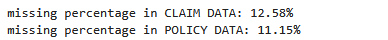 missing percentage in CLAIM DATA: 12.58%
missing percentage in POLICY DATA: 11.15%